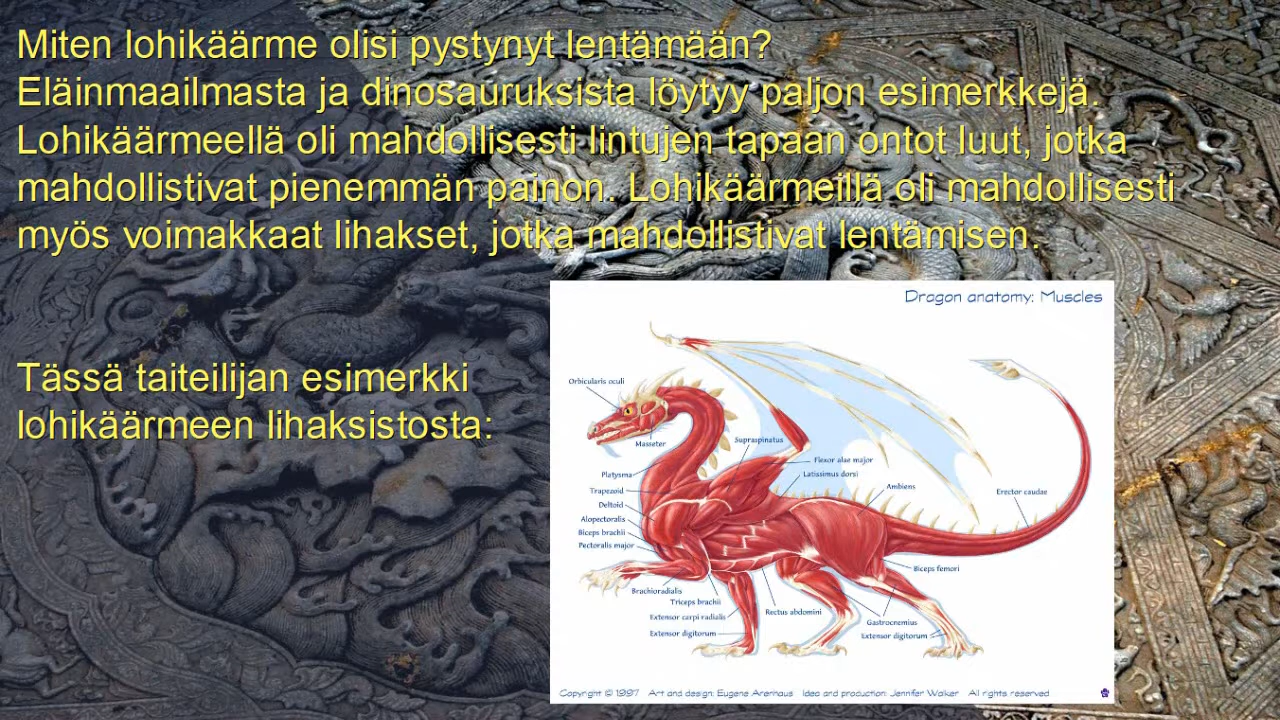 Miten lohikäärme olisi pystynyt lentämään?
Eläinmaailmasta ja dinosauruksista löytyy paljon esimerkkejä.
Lohikäärmeellä oli mahdollisesti lintujen tapaan ontot luut, jotka
mahdollistivat pienemmän painon. Lohikäärmeillä oli mahdollisesti
myös voimakkaat lihakset, jotka mahdollistivat lentämisen.
Tässä taiteilijan esimerkki
lohikäärmeen lihaksistosta:
Dragon anatomy: Muscles
Orbicularis oculi
Masseter
Supraspinatus
Flexor alae major
Latissimus dorsi
Platysma
Trapezoid
Deltoid
Alopectoralis
Biceps brachii
Pectoralis major
Ambiens
Erector caudae
Biceps femori
Brachioradialis
Triceps brachii
Extensor carpi radialis
Extensor digitorum
Rectus abdomini
Gastrocnemius
Extensor digitorum
Copyright © 1997 Art and design: Eugene Arenhaus Idea and production: Jennifer Walker All rights reserved